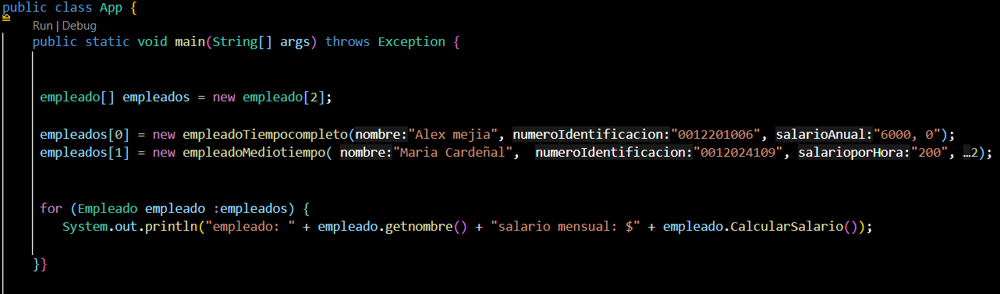 public class App {
Run | Debug
public static void main(String[] args) throws Exception {
empleado[] empleados = new empleado[2];
empleados[0] = new empleadoTiempocompleto(nombre:"Alex mejia", numeroIdentificacion:"0012201006", salarioAnual:"6000, 0");
empleados[1] = new empleadoMediotiempo( nombre:"Maria Cardeñal",  numeroIdentificacion:"0012024109", salarioporHora:"200", …2);
for (Empleado empleado :empleados) {
System.out.println("empleado: " + empleado.getnombre() + "salario mensual: $" + empleado.CalcularSalario());
}}